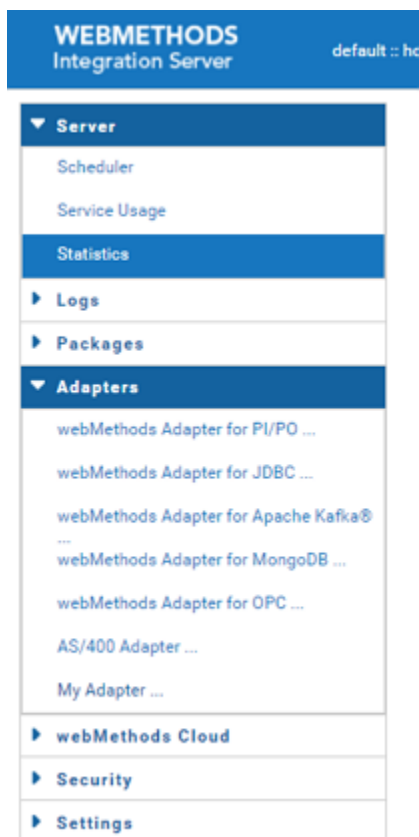 WEBMETHODS
Integration Server
default :: ho
Server
Scheduler
Service Usage
Statistics
Logs
Packages
Adapters
webMethods Adapter for PI/PO ...
webMethods Adapter for JDBC ...
webMethods Adapter for Apache Kafka®
...
webMethods Adapter for MongoDB ...
webMethods Adapter for OPC ...
AS/400 Adapter ...
My Adapter ...
webMethods Cloud
Security
Settings